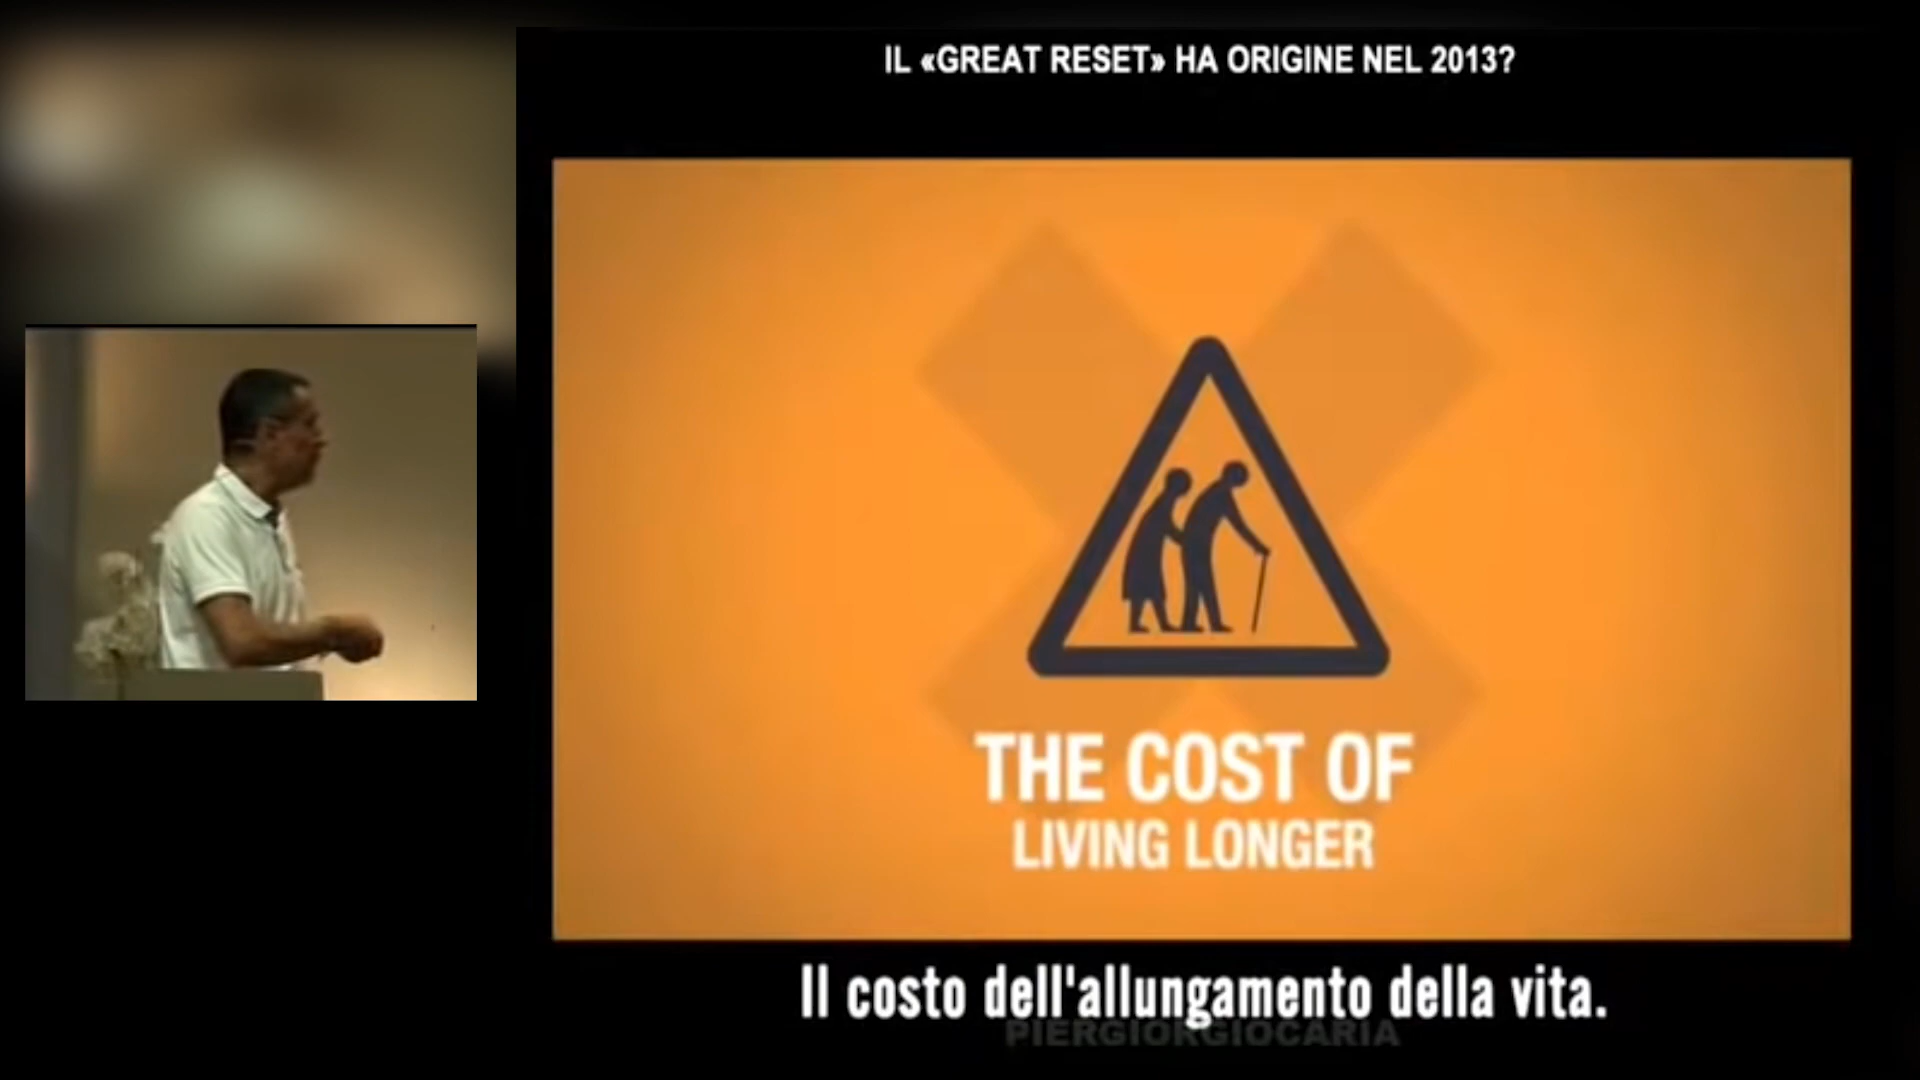 IL «GREAT RESET» HA ORIGINE NEL 2013?
THE COST OF
LIVING LONGER
Il costo dell'allungamento della vita.
PIERGIORGIOCARIA